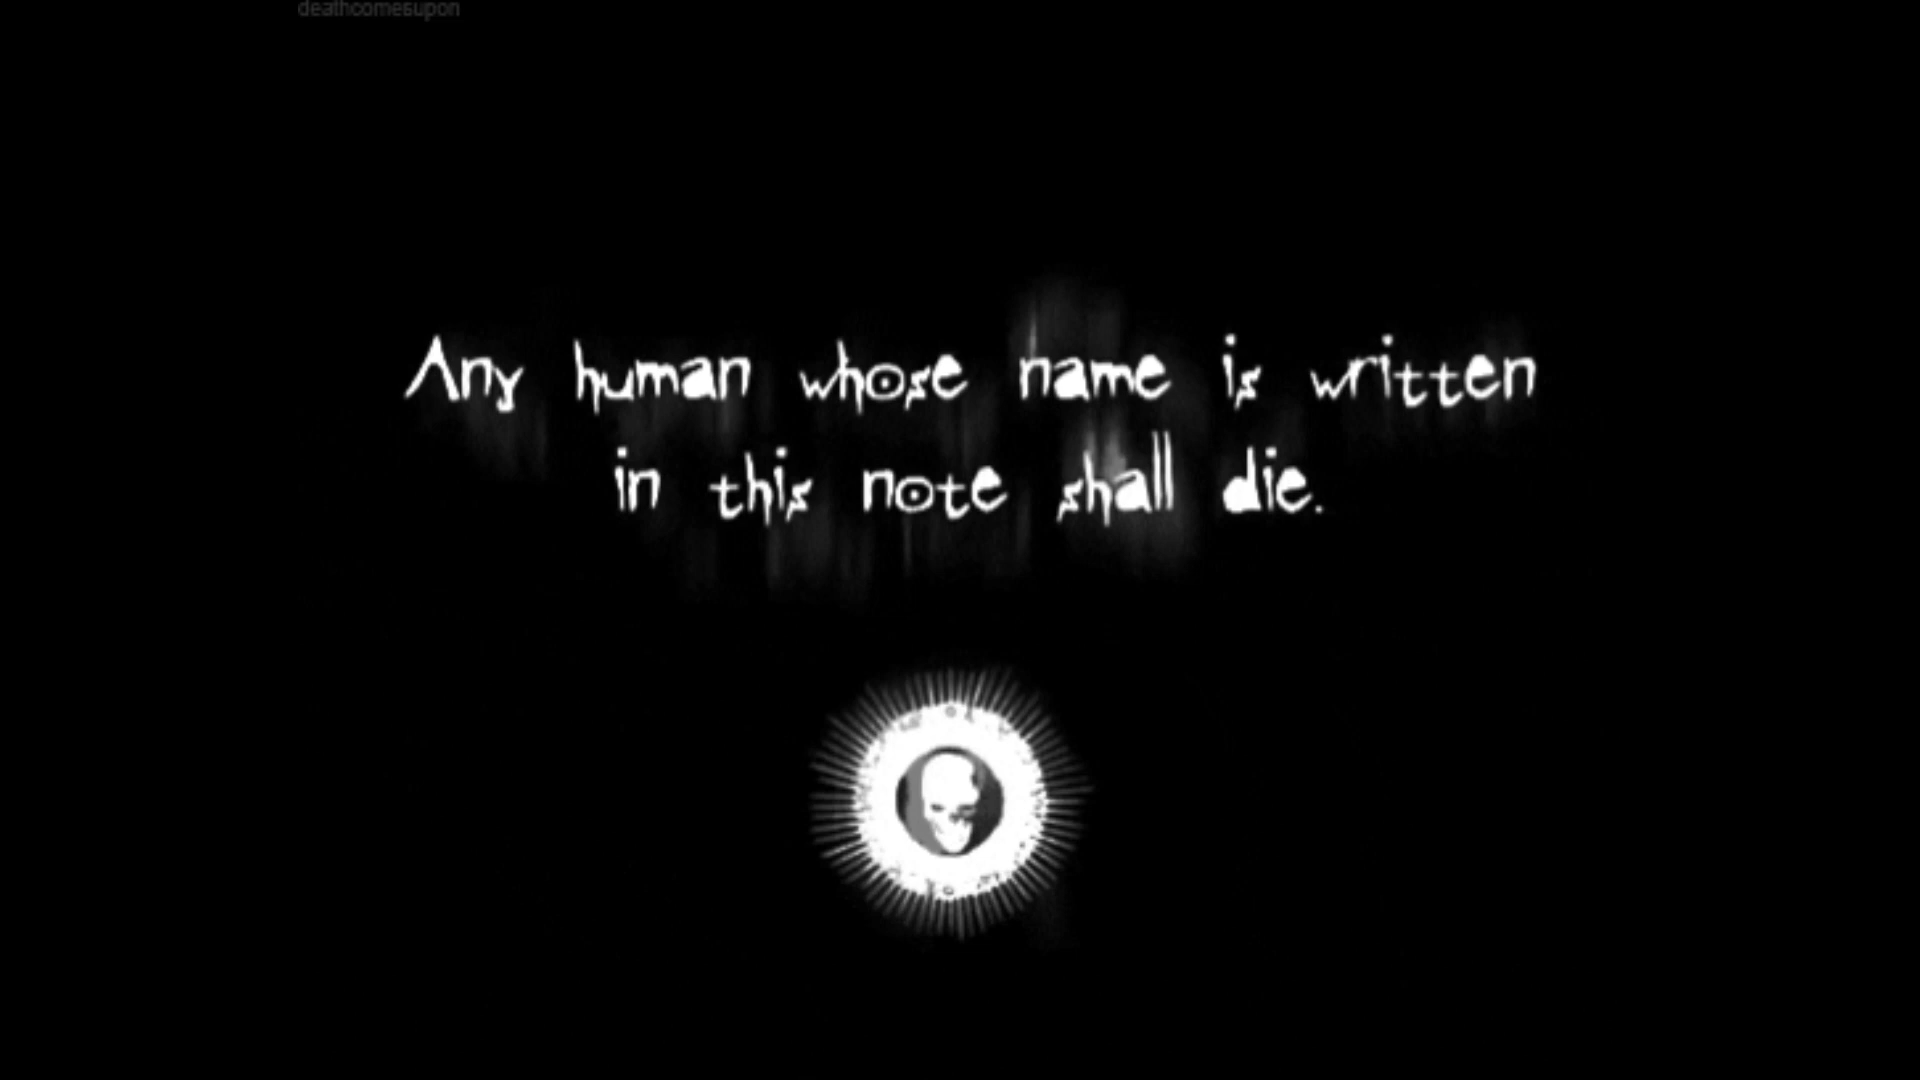 deathcomesupon
Any human whose name is written
in this note shall die.